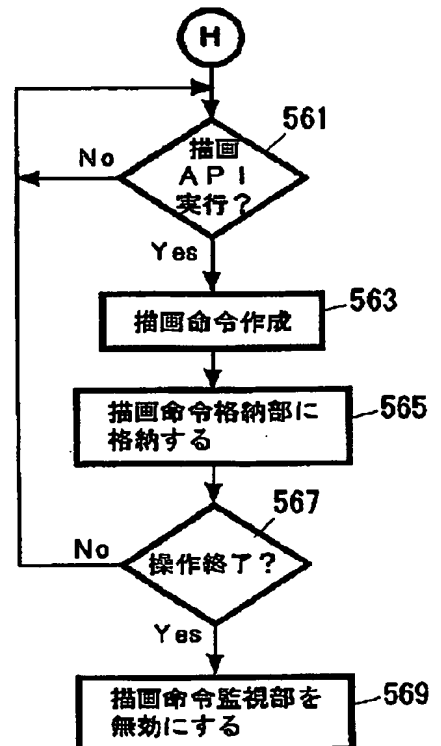 H
561
描画
API
実行？
No
Yes
563
描画命令作成
565
描画命令格納部に
格納する
567
操作終了？
No
Yes
569
描画命令監視部を
無効にする